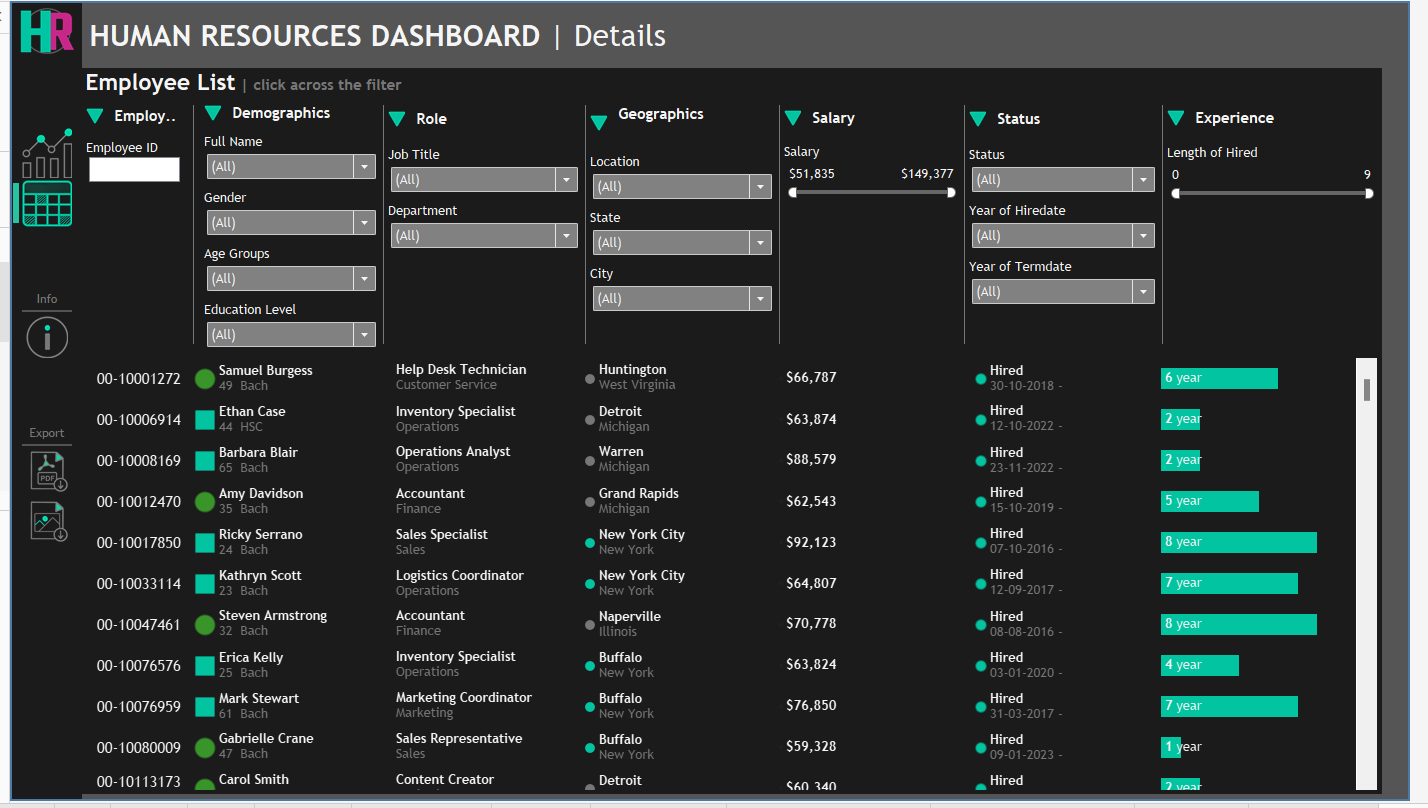 HR
HUMAN RESOURCES DASHBOARD | Details
Employee List | click across the filter
Employ..
Employee ID
Demographics
Full Name
(All)
Gender
(All)
Age Groups
(All)
Education Level
(All)
Role
Job Title
(All)
Department
(All)
Geographics
Location
(All)
State
(All)
City
(All)
Salary
Salary
$51,835 $149,377
Status
Status
(All)
Year of Hiredate
(All)
Year of Termdate
(All)
Experience
Length of Hired
0 9
Info
i
Export
PDF
00-10001272 Samuel Burgess Help Desk Technician Huntington $66,787 Hired 6 year
49 Bach Customer Service West Virginia 30-10-2018 -
00-10006914 Ethan Case Inventory Specialist Detroit $63,874 Hired 2 year
44 HSC Operations Michigan 12-10-2022 -
00-10008169 Barbara Blair Operations Analyst Warren $88,579 Hired 2 year
65 Bach Operations Michigan 23-11-2022 -
00-10012470 Amy Davidson Accountant Grand Rapids $62,543 Hired 5 year
35 Bach Finance Michigan 15-10-2019 -
00-10017850 Ricky Serrano Sales Specialist New York City $92,123 Hired 8 year
24 Bach Sales New York 07-10-2016 -
00-10033114 Kathryn Scott Logistics Coordinator New York City $64,807 Hired 7 year
23 Bach Operations New York 12-09-2017 -
00-10047461 Steven Armstrong Accountant Naperville $70,778 Hired 8 year
32 Bach Finance Illinois 08-08-2016 -
00-10076576 Erica Kelly Inventory Specialist Buffalo $63,824 Hired 4 year
25 Bach Operations New York 03-01-2020 -
00-10076959 Mark Stewart Marketing Coordinator Buffalo $76,850 Hired 7 year
61 Bach Marketing New York 31-03-2017 -
00-10080009 Gabrielle Crane Sales Representative Buffalo $59,328 Hired 1 year
47 Bach Sales New York 09-01-2023 -
00-10113173 Carol Smith Content Creator Detroit $60,340 Hired 2 year